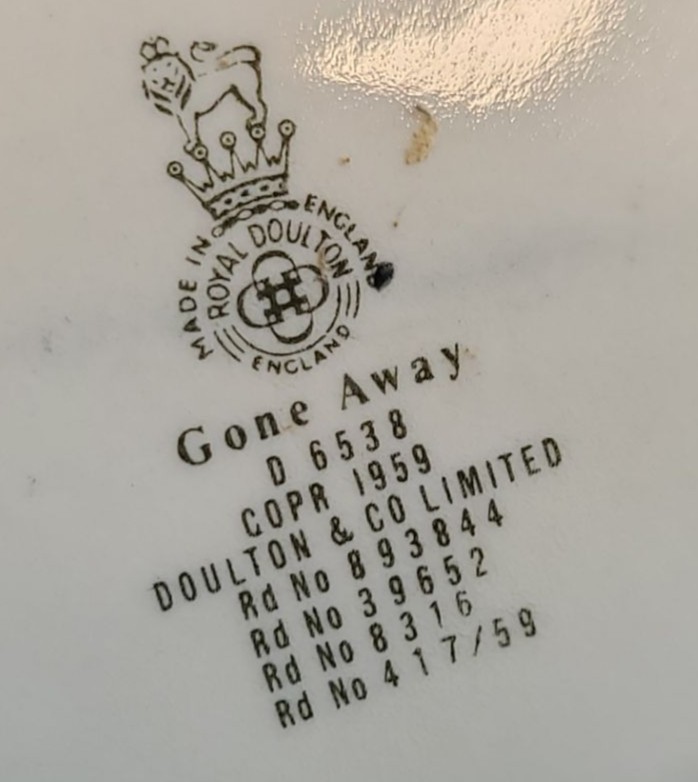 MADE IN ENGLAND
ROYAL DOULTON
ENGLAND
Gone Away
D 6538
COPR 1959
DOULTON & CO LIMITED
Rd No 893844
Rd No 39652
Rd No 8316
Rd No 417/59